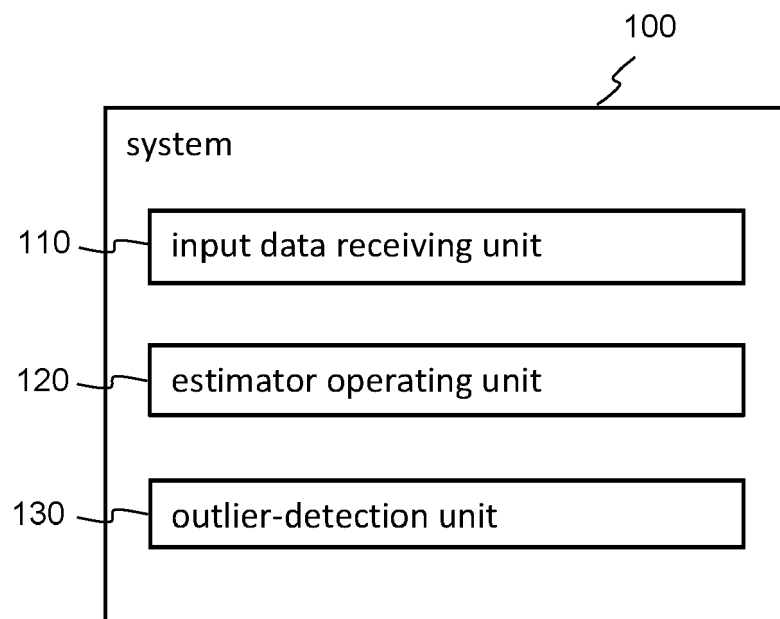 100
system
110 input data receiving unit
120 estimator operating unit
130 outlier-detection unit